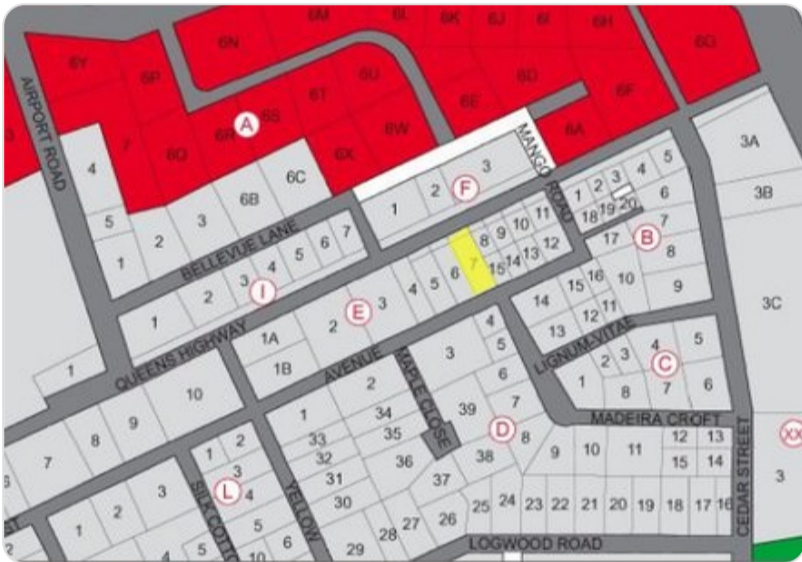 6M
6L
6K
6J
6I
6H
6G
6N
6Y
6P
6U
6D
6T
6S
6E
6F
A
6R
7
6Q
6W
6A
6X
AIRPORT ROAD
MANGO ROAD
4
3A
6C
3
F
6B
2
1
3B
5
3
2
1
BELLEVUE LANE
1
2
3
4
5
6
7
I
1
2
3
4
5
6
7
8
9
10
11
12
13
14
15
E
1A
1B
1
2
3
4
5
6
7
8
9
10
11
12
13
14
15
16
17
18
19
20
B
3C
QUEENS HIGHWAY
1
10
9
8
7
6
AVENUE
MAPLE CLOSE
LIGNUM-VITAE
1
2
3
4
5
6
7
8
C
MADEIRA CROFT
CEDAR STREET
XX
3
1
2
3
4
5
6
7
8
9
10
11
12
13
14
15
16
17
18
19
20
21
22
23
24
25
26
27
28
29
30
31
32
33
34
35
36
37
38
39
D
1
2
3
4
5
6
10
L
SILK COTTO
YELLOW
1
2
3
4
5
2
LOGWOOD ROAD